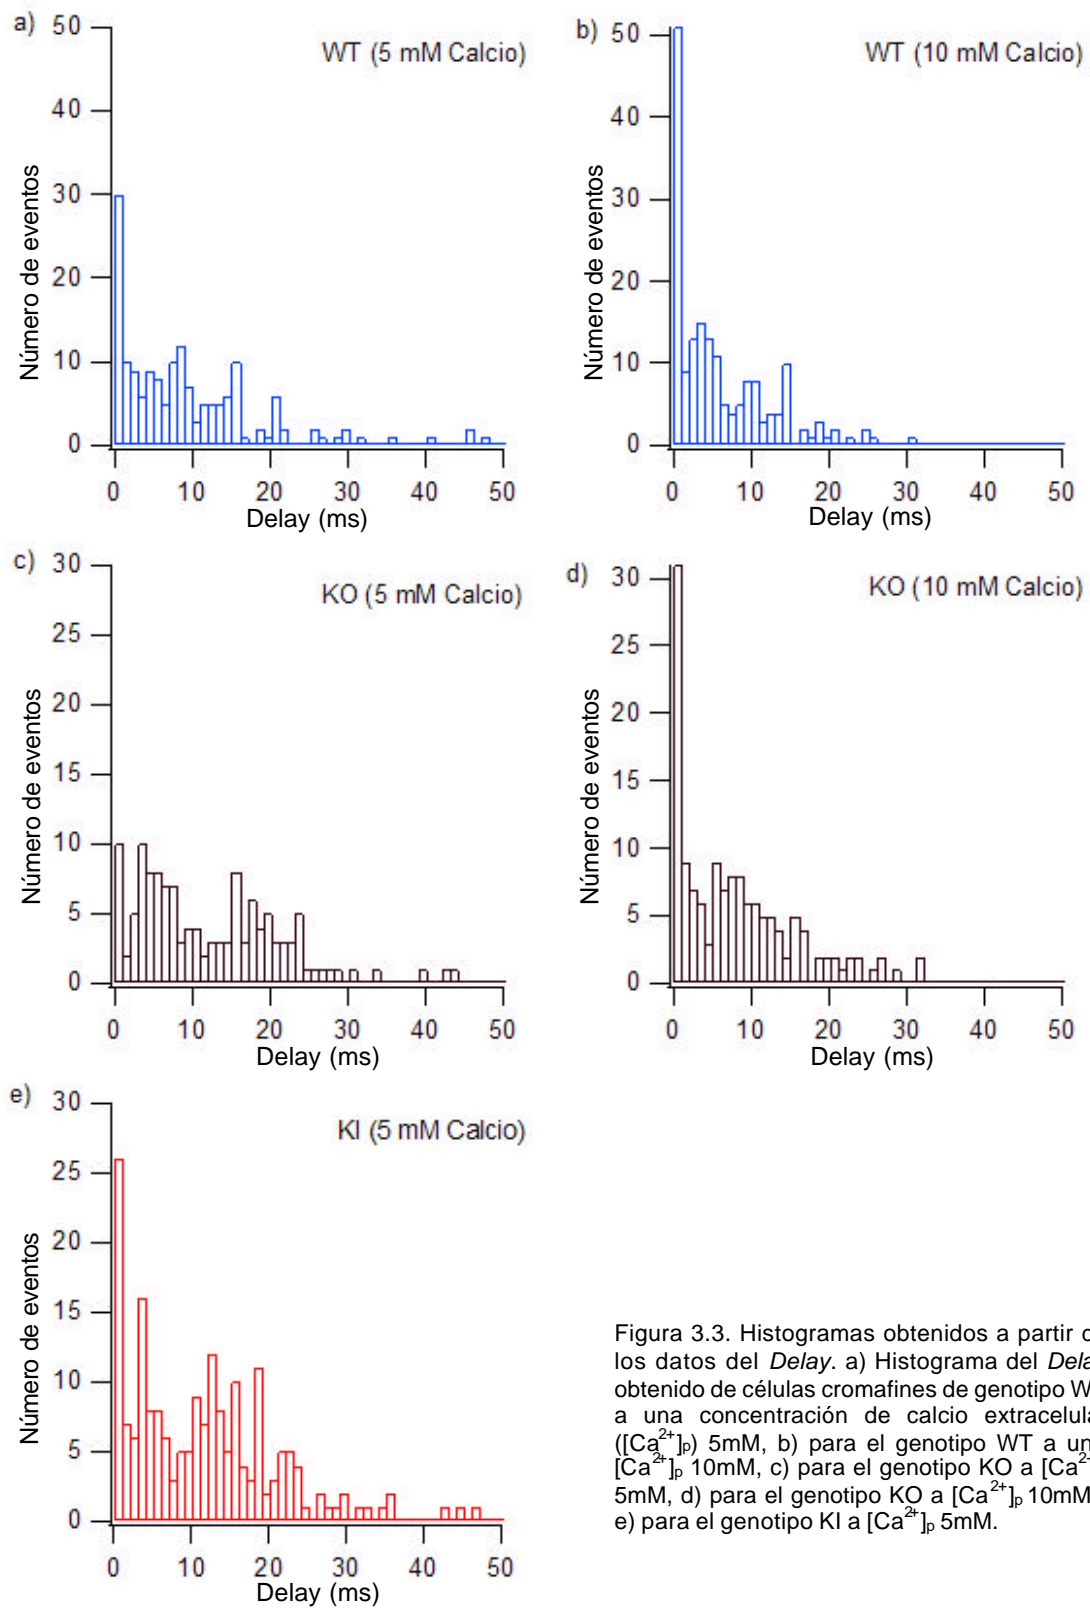 a)
50
40
30
20
10
0
Número de eventos
WT (5 mM Calcio)
0 10 20 30 40 50
Delay (ms)
b)
50
40
30
20
10
0
Número de eventos
WT (10 mM Calcio)
0 10 20 30 40 50
Delay (ms)
c)
30
25
20
15
10
5
0
Número de eventos
KO (5 mM Calcio)
0 10 20 30 40 50
Delay (ms)
d)
30
25
20
15
10
5
0
Número de eventos
KO (10 mM Calcio)
0 10 20 30 40 50
Delay (ms)
e)
30
25
20
15
10
5
0
Número de eventos
KI (5 mM Calcio)
0 10 20 30 40 50
Delay (ms)
Figura 3.3. Histogramas obtenidos a partir
los datos del Delay. a) Histograma del
obtenido de células cromafines de genotipo
a una concentración de calcio
([Ca²⁺]ₚ) 5mM, b) para el genotipo WT a
[Ca²⁺]ₚ 10mM, c) para el genotipo KO a [Ca²⁺
5mM, d) para el genotipo KO a [Ca²⁺]ₚ 10mM
e) para el genotipo KI a [Ca²⁺]ₚ 5mM.